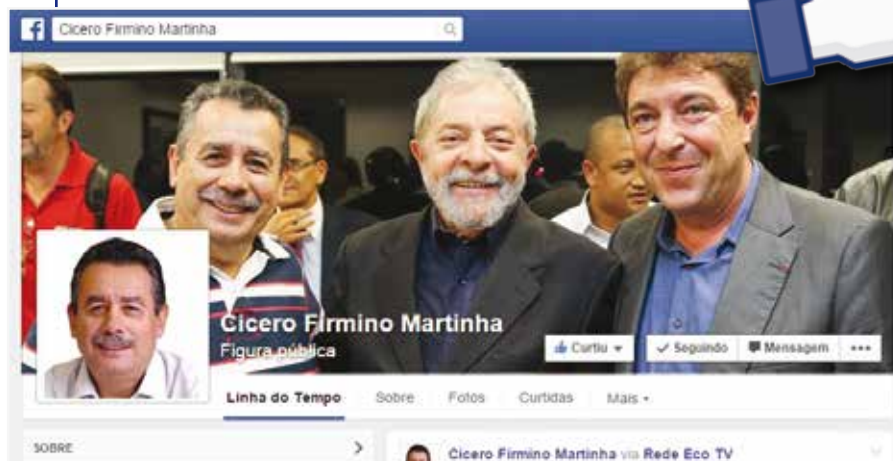 f Cicero Firmino Martinha
Cicero Firmino Martinha
Figura pública
Curtiu
Seguindo
Mensagem
Linha do Tempo Sobre Fotos Curtidas Mais
SOBRE
Cicero Firmino Martinha via Rede Eco TV